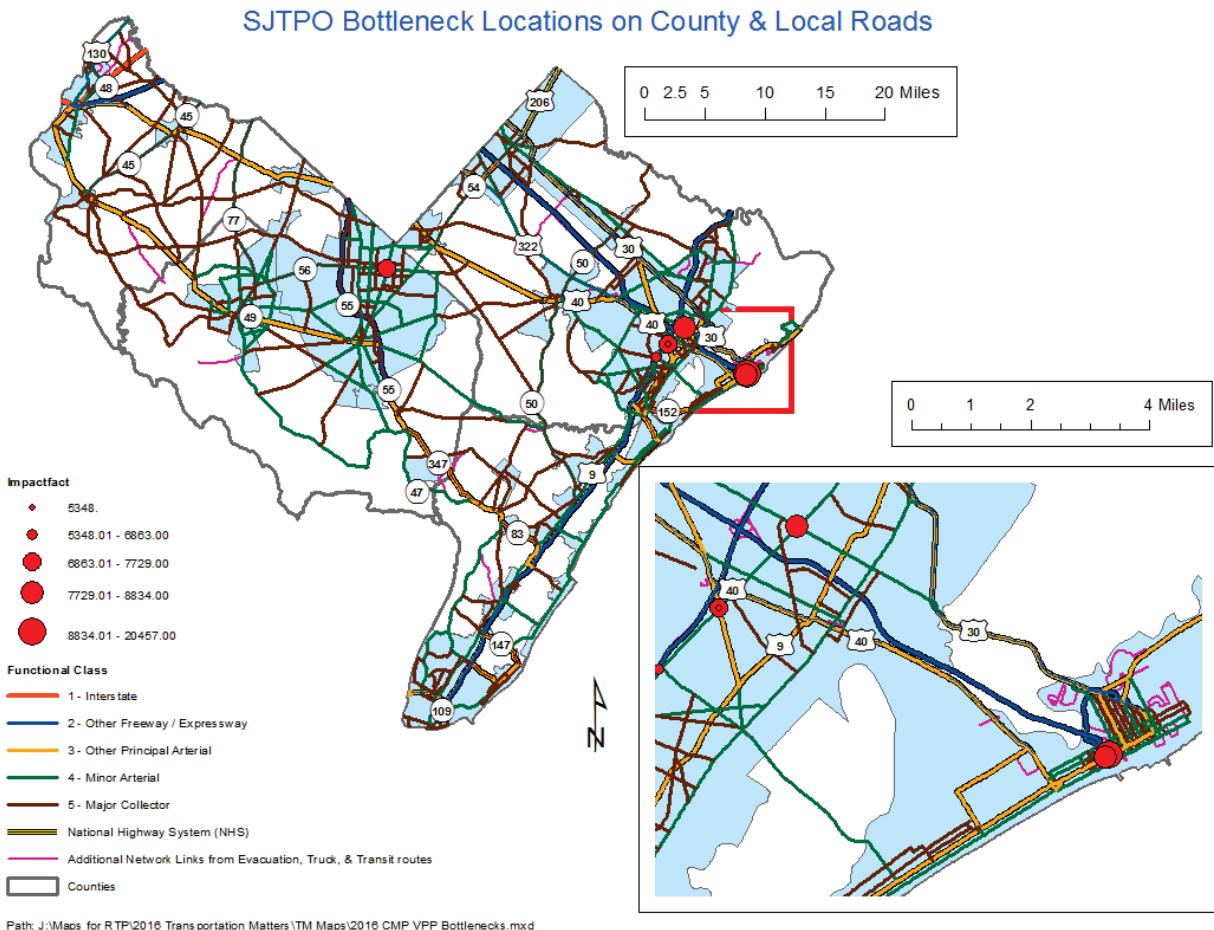 SJTPO Bottleneck Locations on County & Local Roads
130
48
45
206
0 2.5 5 10 15 20 Miles
45
54
77
322
30
50
56
40
55
49
40
30
55
50
152
0 1 2 4 Miles
347
9
47
83
147
109
Impactfact
5348.
5348.01 - 6863.00
6863.01 - 7729.00
7729.01 - 8834.00
8834.01 - 20457.00
Functional Class
1 - Interstate
2 - Other Freeway / Expressway
3 - Other Principal Arterial
4 - Minor Arterial
5 - Major Collector
National Highway System (NHS)
Additional Network Links from Evacuation, Truck, & Transit routes
Counties
N
40
9
40
30
Path: J:\Maps for RTP\2016 Transportation Matters\TM Maps\2016 CMP VPP Bottlenecks.mxd